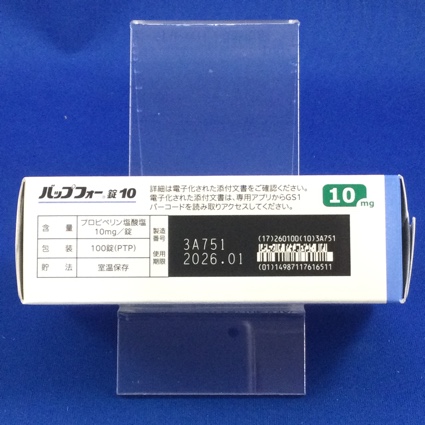 バップフォー®錠10
詳細は電子化された添付文書をご確認ください。
電子化された添付文書は、専用アプリからGS1
バーコードを読み取りアクセスしてください。
10mg
含量 プロピベリン塩酸塩
10mg/錠
包装 100錠(PTP)
貯法 室温保存
製造番号 3A751
使用期限 2026.01
(17)260100(10)3A751
(01)14987117616511